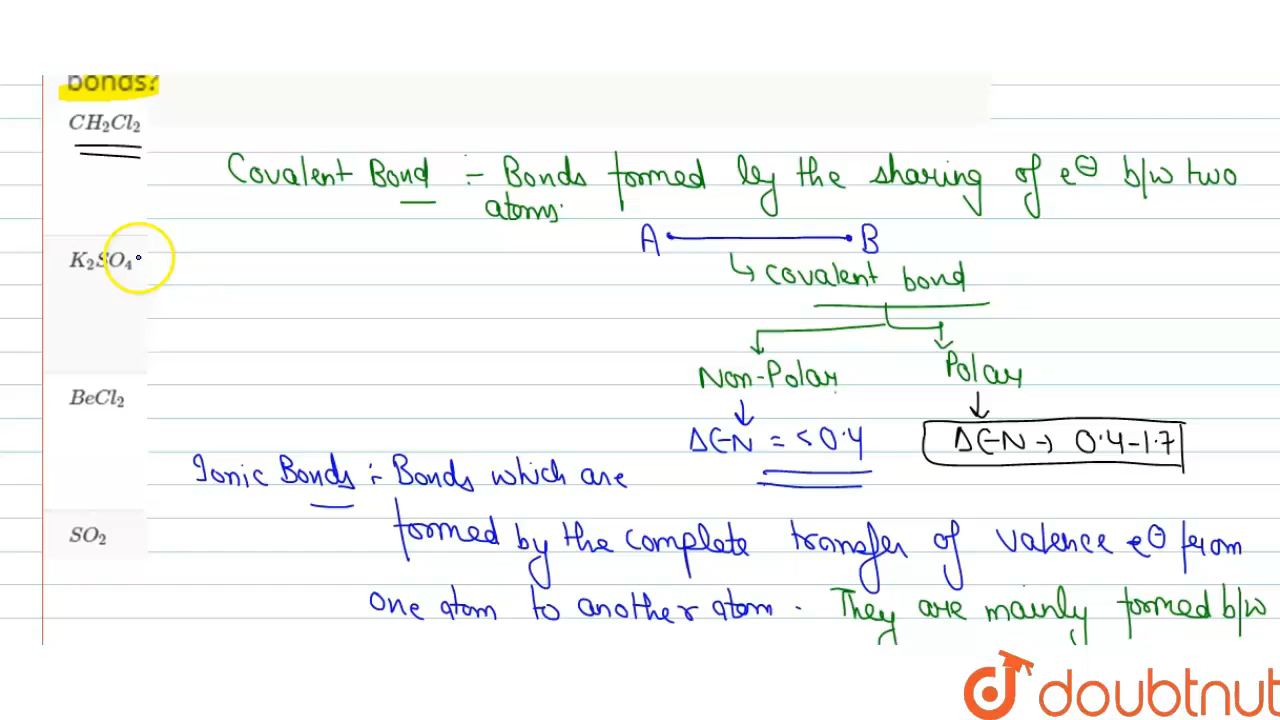 bonds?
CH₂Cl₂
Covalent Bond :- Bonds formed by the sharing of e⊖ b/w two
atoms.
A B
K₂SO₄
↳ covalent bond
Non-Polar Polar
BeCl₂
ΔEN = < 0.4 ΔEN → 0.4-1.7
Ionic Bonds :- Bonds which are
SO₂
formed by the complete transfer of valence e⊖ from
one atom to another atom. They are mainly formed b/w
doubtnut